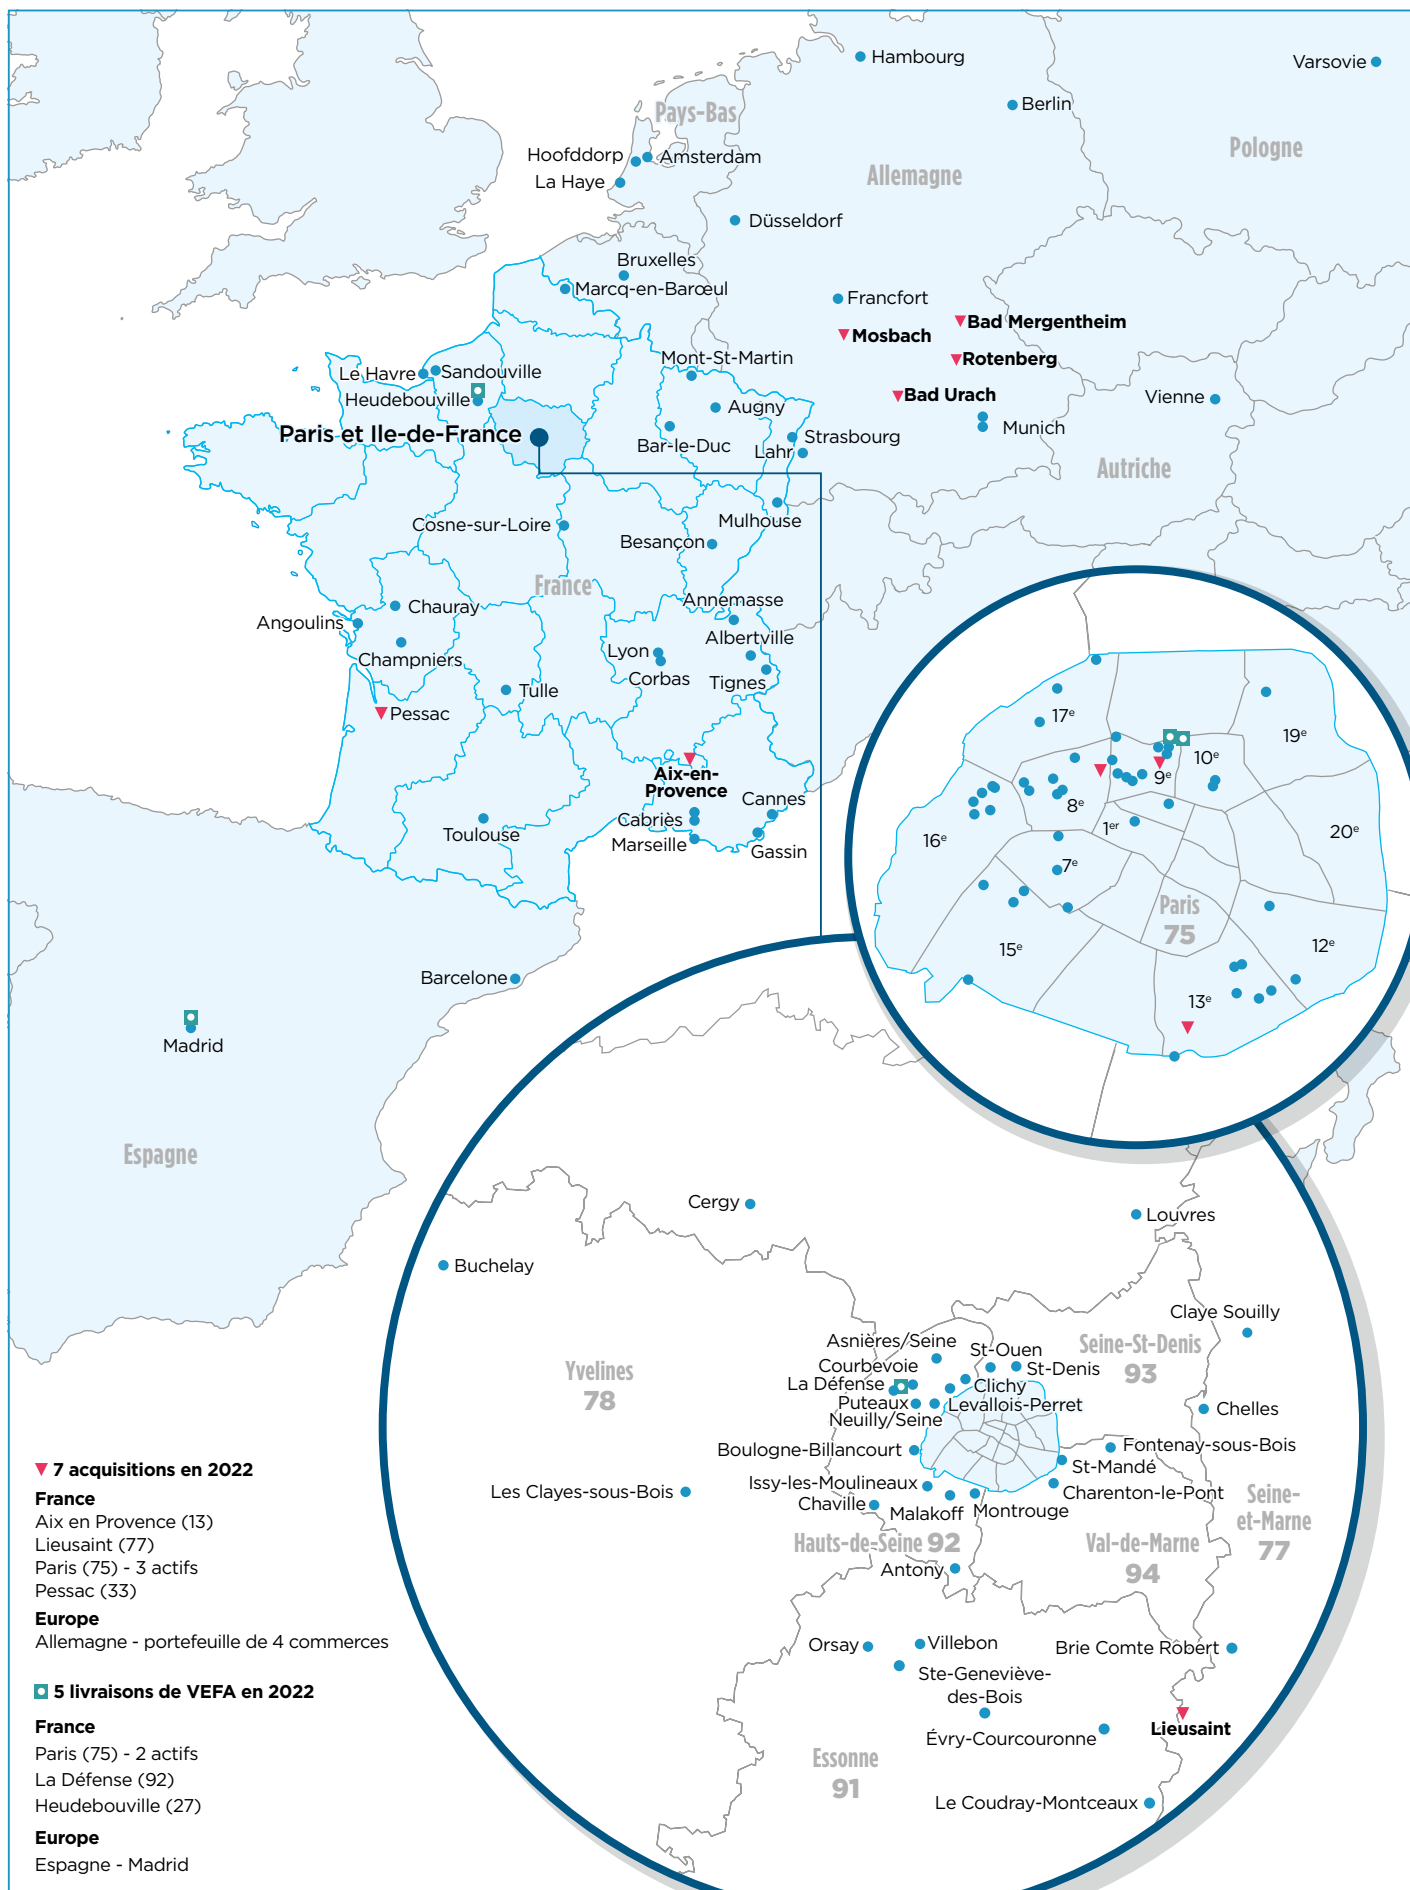 Hambourg
Varsovie
Berlin
Pays-Bas
Pologne
Hoofddorp
Amsterdam
Allemagne
La Haye
Düsseldorf
Bruxelles
Marcq-en-Barœul
Francfort
Bad Mergentheim
Mosbach
Rotenberg
Mont-St-Martin
Le Havre
Sandouville
Heudebouville
Bad Urach
Vienne
Augny
Munich
Paris et Ile-de-France
Bar-le-Duc
Strasbourg
Lahr
Autriche
Cosne-sur-Loire
Mulhouse
Besançon
France
Annemasse
Chauray
Angoulins
Albertville
Champniers
Lyon
Corbas
Tignes
Tulle
Pessac
Aix-en-
Provence
Cannes
Cabriès
Toulouse
Marseille
Gassin
17e
19e
10e
9e
8e
1er
20e
16e
7e
Paris
75
15e
12e
13e
Barcelone
Madrid
Espagne
Cergy
Louvres
Buchelay
Claye Souilly
Asnières/Seine
St-Ouen
Seine-St-Denis
93
Courbevoie
St-Denis
Yvelines
78
La Défense
Clichy
Puteaux
Levallois-Perret
Neuilly/Seine
Chelles
Boulogne-Billancourt
Fontenay-sous-Bois
St-Mandé
Issy-les-Moulineaux
Les Clayes-sous-Bois
Charenton-le-Pont
Chaville
Malakoff
Montrouge
Seine-
et-Marne
77
Hauts-de-Seine 92
Val-de-Marne
94
Antony
Orsay
Villebon
Brie Comte Robert
Ste-Geneviève-
des-Bois
Lieusaint
Évry-Courcouronne
Essonne
91
Le Coudray-Montceaux
7 acquisitions en 2022
France
Aix en Provence (13)
Lieusaint (77)
Paris (75) - 3 actifs
Pessac (33)
Europe
Allemagne - portefeuille de 4 commerces
5 livraisons de VEFA en 2022
France
Paris (75) - 2 actifs
La Défense (92)
Heudebouville (27)
Europe
Espagne - Madrid